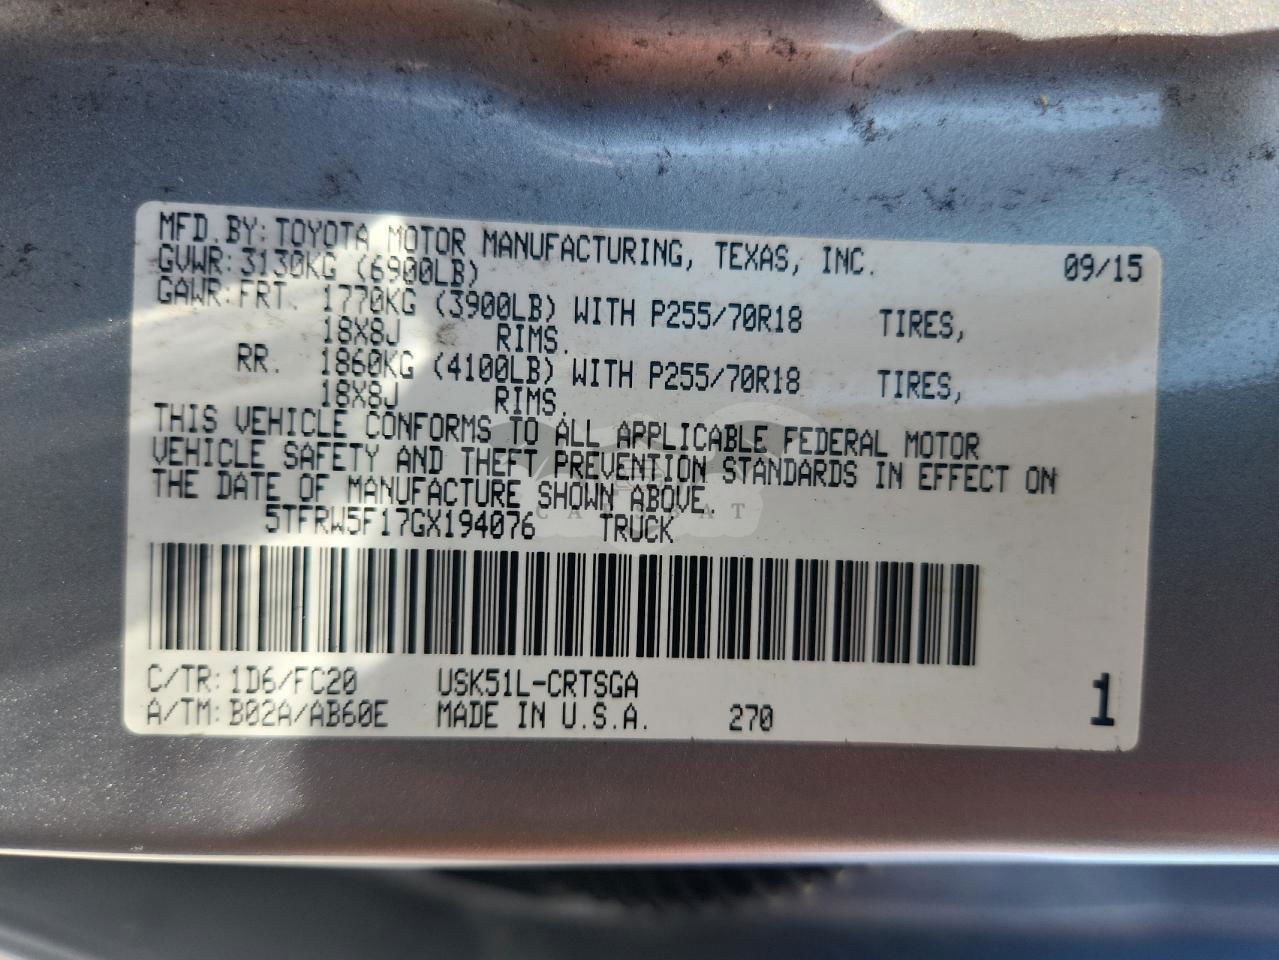 MFD. BY: TOYOTA MOTOR MANUFACTURING, TEXAS, INC. 09/15
GVWR: 3130KG (6900LB)
GAWR: FRT. 1770KG (3900LB) WITH P255/70R18 TIRES,
18X8J RIMS.
RR. 1860KG (4100LB) WITH P255/70R18 TIRES,
18X8J RIMS.
THIS VEHICLE CONFORMS TO ALL APPLICABLE FEDERAL MOTOR
VEHICLE SAFETY AND THEFT PREVENTION STANDARDS IN EFFECT ON
THE DATE OF MANUFACTURE SHOWN ABOVE.
5TFRW5F17GX194076 TRUCK
C/TR: 1D6/FC20 USK51L-CRTSGA
A/TM: B02A/AB60E MADE IN U.S.A. 270 1